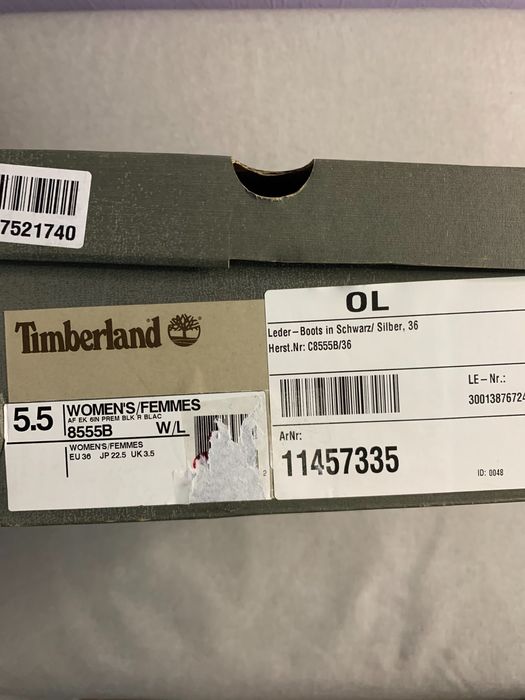 7521740
Timberland
5.5
WOMEN'S/FEMMES
AF EK 6IN PREM BLK R BLAC
8555B W/L
WOMEN'S/FEMMES
EU 36 JP 22.5 UK 3.5
2
OL
Leder-Boots in Schwarz/ Silber, 36
Herst.Nr: C8555B/36
LE-Nr.:
3001387672
ArNr:
11457335
ID: 0048